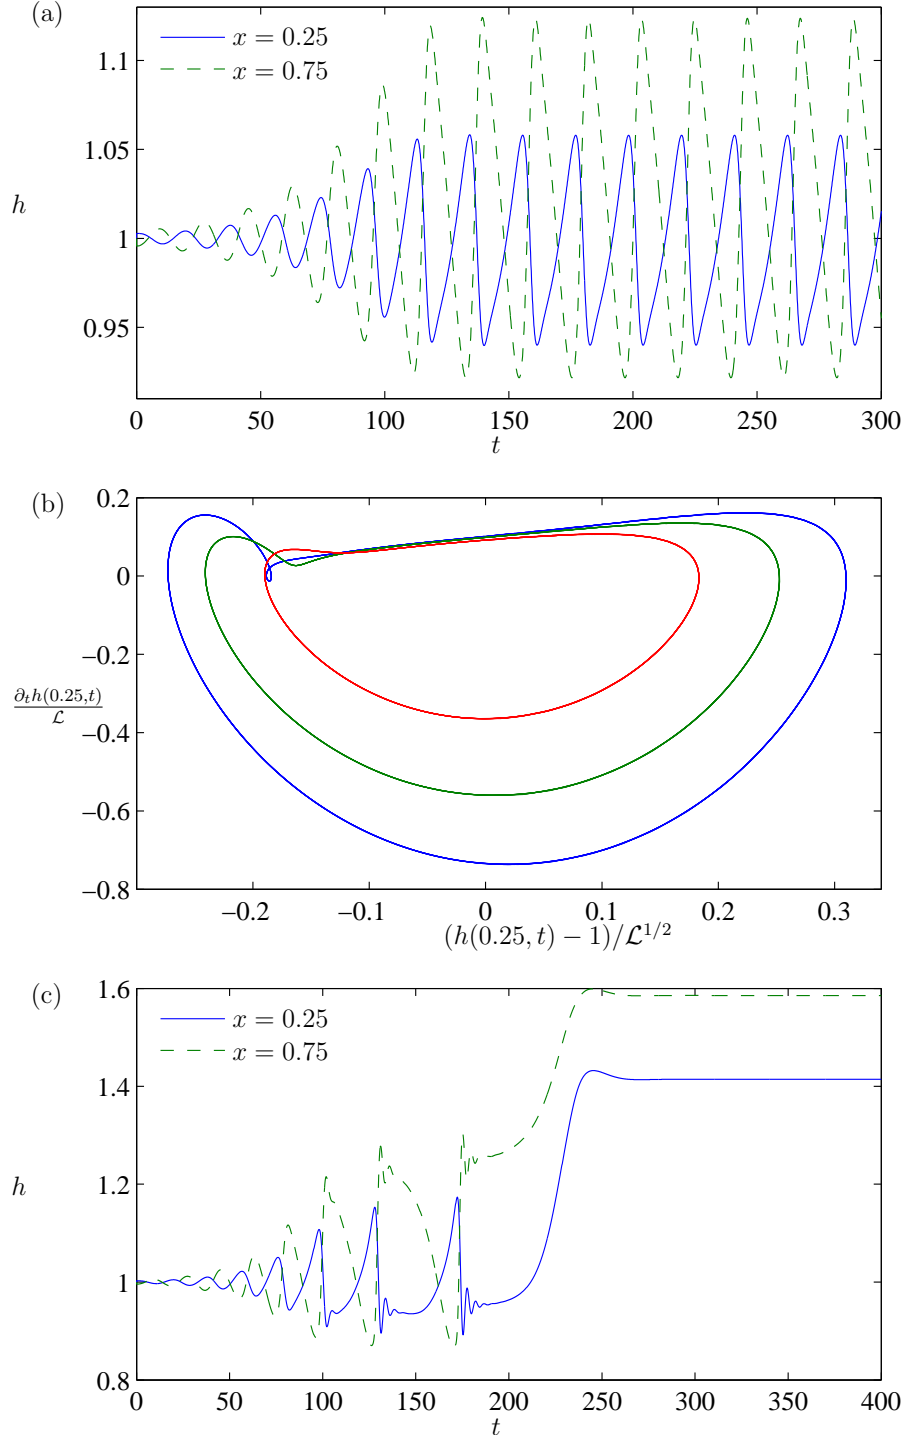 (a)
x = 0.25
x = 0.75
1.1
1.05
1
0.95
h
0 50 100 150 200 250 300
t
(b)
0.2
0
−0.2
−0.4
−0.6
−0.8
∂ₜh(0.25,t)
ℒ
−0.2 −0.1 0 0.1 0.2 0.3
(h(0.25, t) − 1)/ℒ^{1/2}
(c)
x = 0.25
x = 0.75
1.6
1.4
1.2
1
0.8
h
0 50 100 150 200 250 300 350 400
t